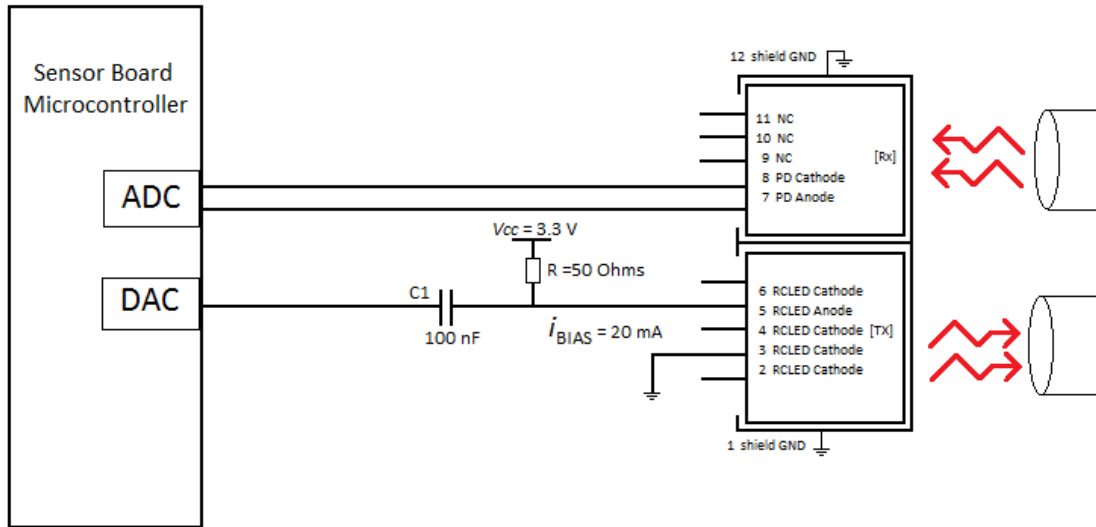 Sensor Board
Microcontroller
ADC
DAC
12 shield GND
11 NC
10 NC
9 NC
[Rx]
8 PD Cathode
7 PD Anode
Vcc = 3.3 V
R =50 Ohms
C1
100 nF
iBIAS = 20 mA
6 RCLED Cathode
5 RCLED Anode
4 RCLED Cathode [TX]
3 RCLED Cathode
2 RCLED Cathode
1 shield GND